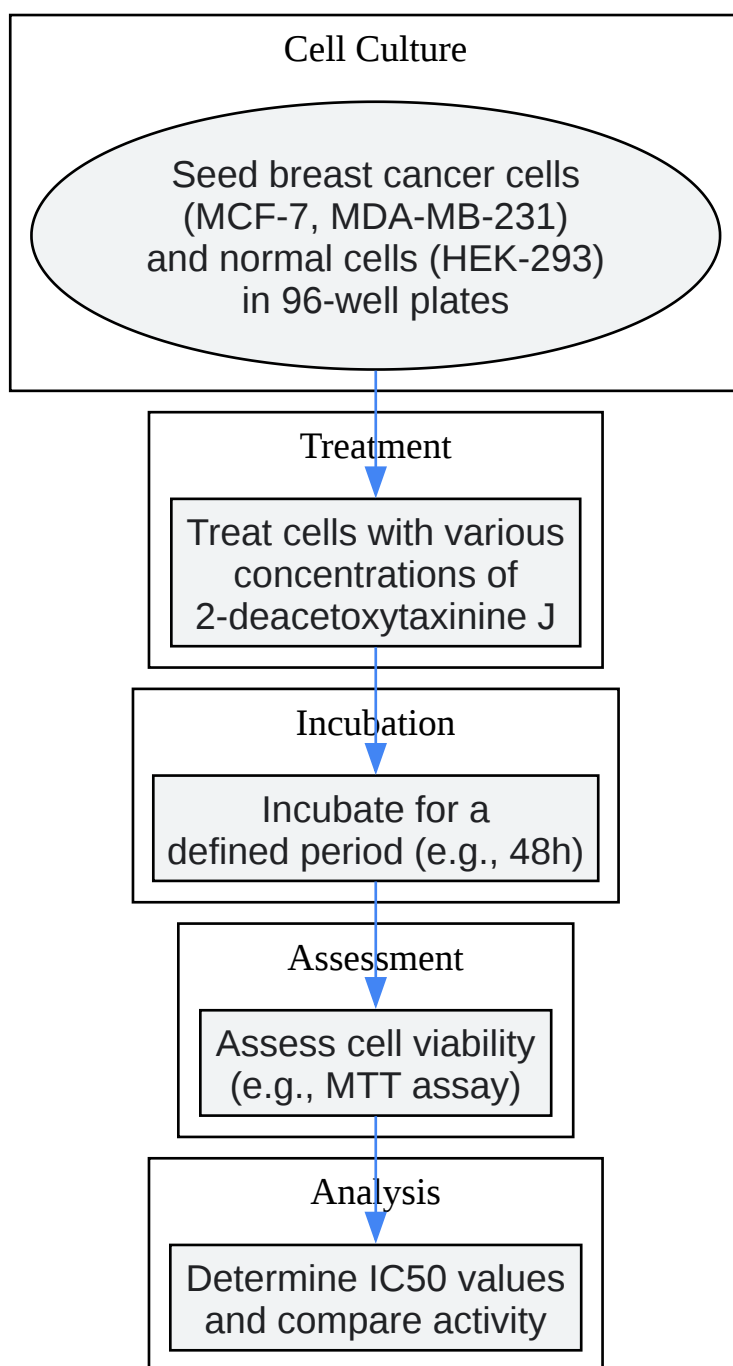 Cell Culture
Seed breast cancer cells
(MCF-7, MDA-MB-231)
and normal cells (HEK-293)
in 96-well plates
Treatment
Treat cells with various
concentrations of
2-deacetoxytaxinine J
Incubation
Incubate for a
defined period (e.g., 48h)
Assessment
Assess cell viability
(e.g., MTT assay)
Analysis
Determine IC50 values
and compare activity